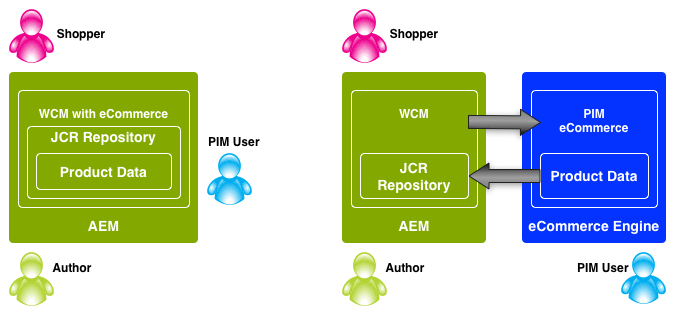 Shopper
WCM with eCommerce
JCR Repository
Product Data
AEM
PIM User
Author
Shopper
WCM
JCR
Repository
AEM
Author
PIM
eCommerce
Product Data
eCommerce Engine
PIM User